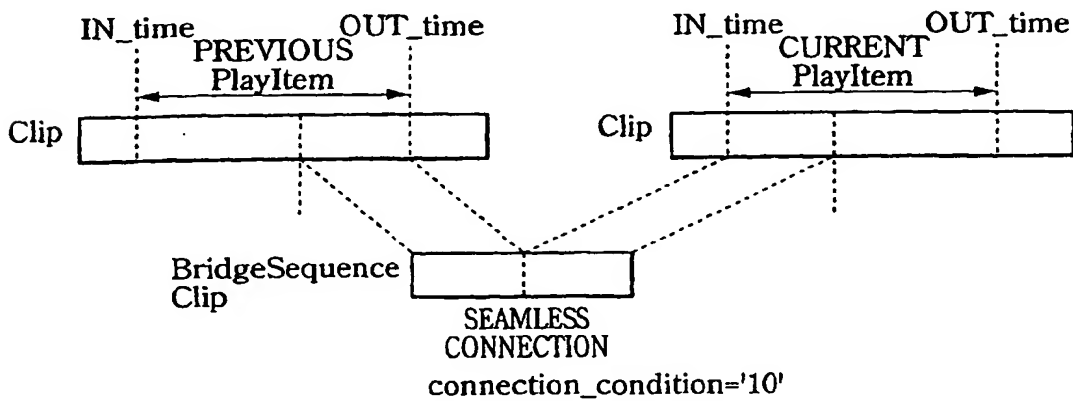 IN_time OUT_time
PREVIOUS
PlayItem
Clip
IN_time OUT_time
CURRENT
PlayItem
Clip
BridgeSequence
Clip
SEAMLESS
CONNECTION
connection_condition='10'